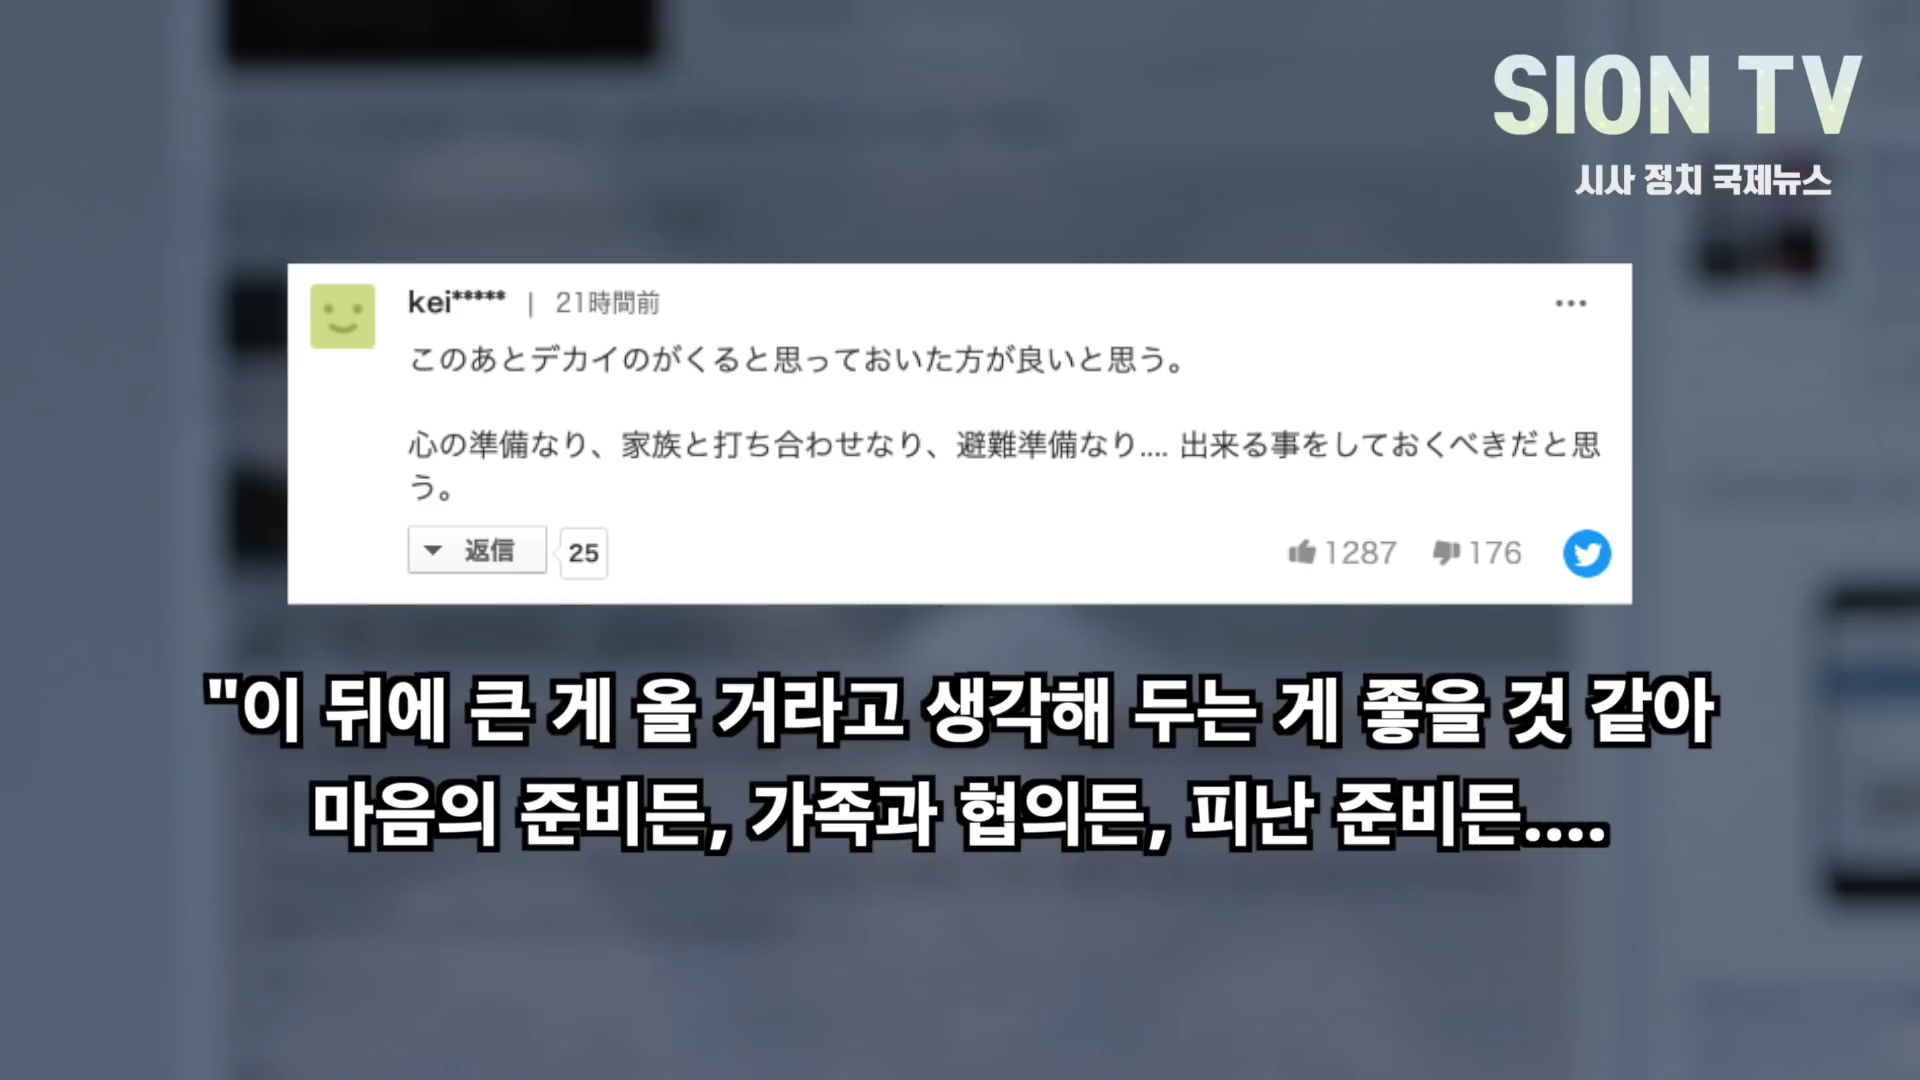 SION TV
시사 정치 국제뉴스
kei***** | 21時間前
このあとデカイのがくると思っておいた方が良いと思う。
心の準備なり、家族と打ち合わせなり、避難準備なり.... 出来る事をしておくべきだと思
う。
返信 25
1287 176
"이 뒤에 큰 게 올 거라고 생각해 두는 게 좋을 것 같아
마음의 준비든, 가족과 협의든, 피난 준비든....